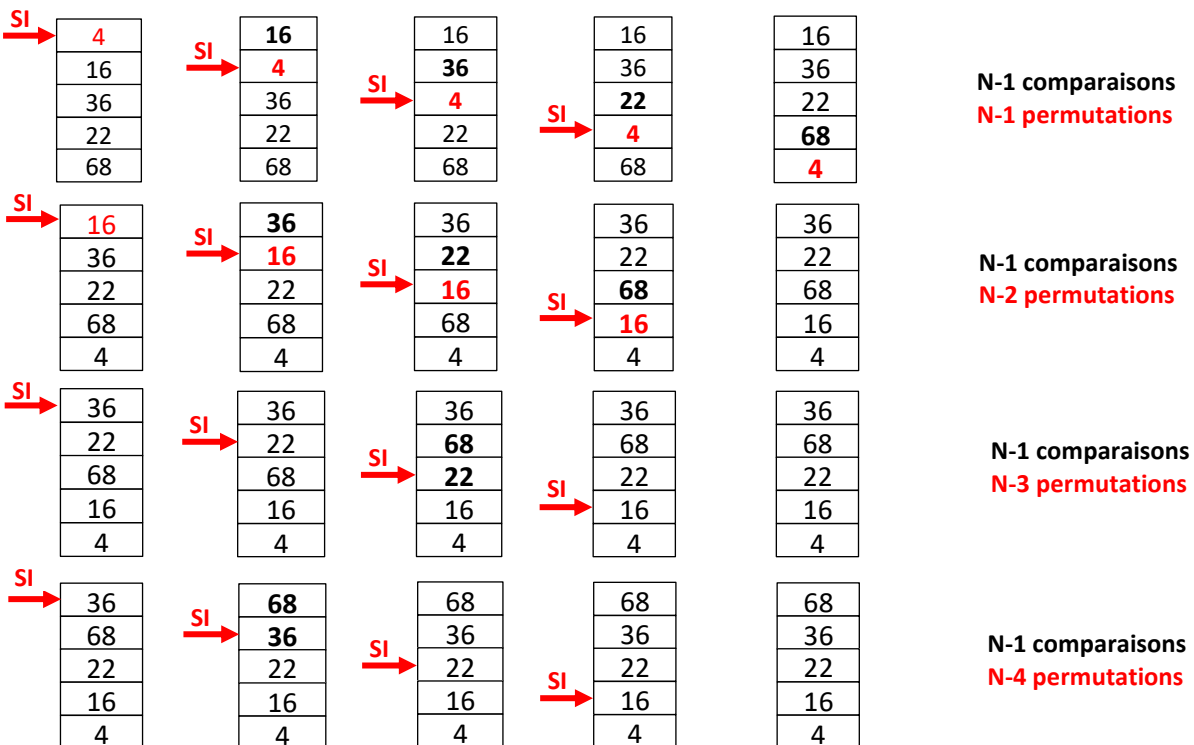 SI
4 16 16 16 16
16 SI 4 36 36 36
36 36 SI 4 22 22
22 22 22 SI 4 68
68 68 68 68 4
N-1 comparaisons
N-1 permutations
SI
16 36 36 36 36
36 SI 16 22 22 22
22 22 SI 16 68 68
68 68 68 SI 16 16
4 4 4 4 4
N-1 comparaisons
N-2 permutations
SI
36 36 36 36 36
22 SI 22 68 68 68
68 68 SI 22 22 22
16 16 16 SI 16 16
4 4 4 4 4
N-1 comparaisons
N-3 permutations
SI
36 68 68 68 68
68 SI 36 36 36 36
22 22 SI 22 22 22
16 16 16 SI 16 16
4 4 4 4 4
N-1 comparaisons
N-4 permutations